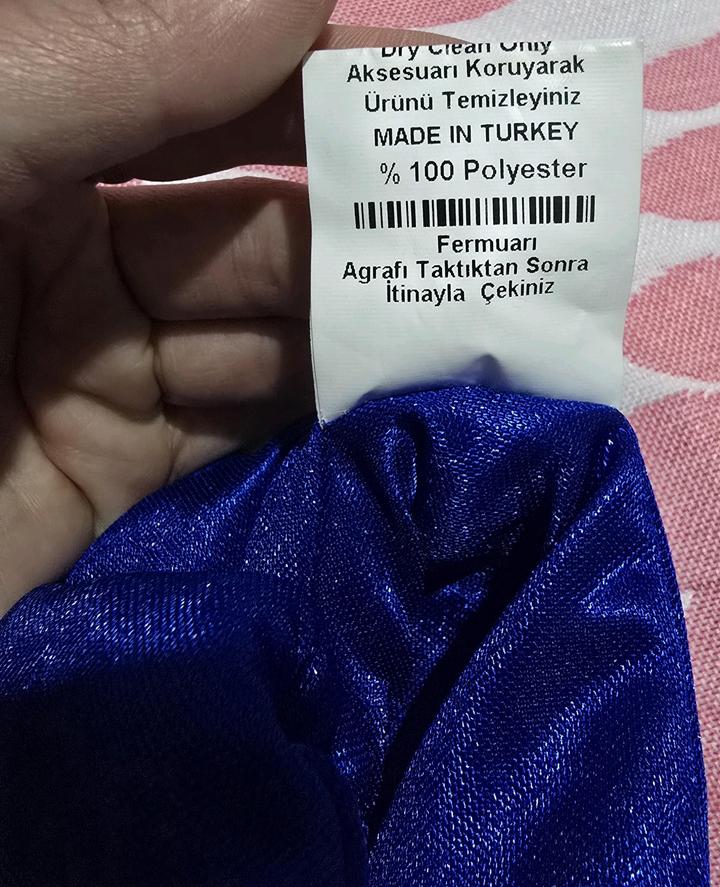 Dry Clean Only
Aksesuarı Koruyarak
Ürünü Temizleyiniz
MADE IN TURKEY
% 100 Polyester
Fermuarı
Agrafı Taktıktan Sonra
İtinayla Çekiniz